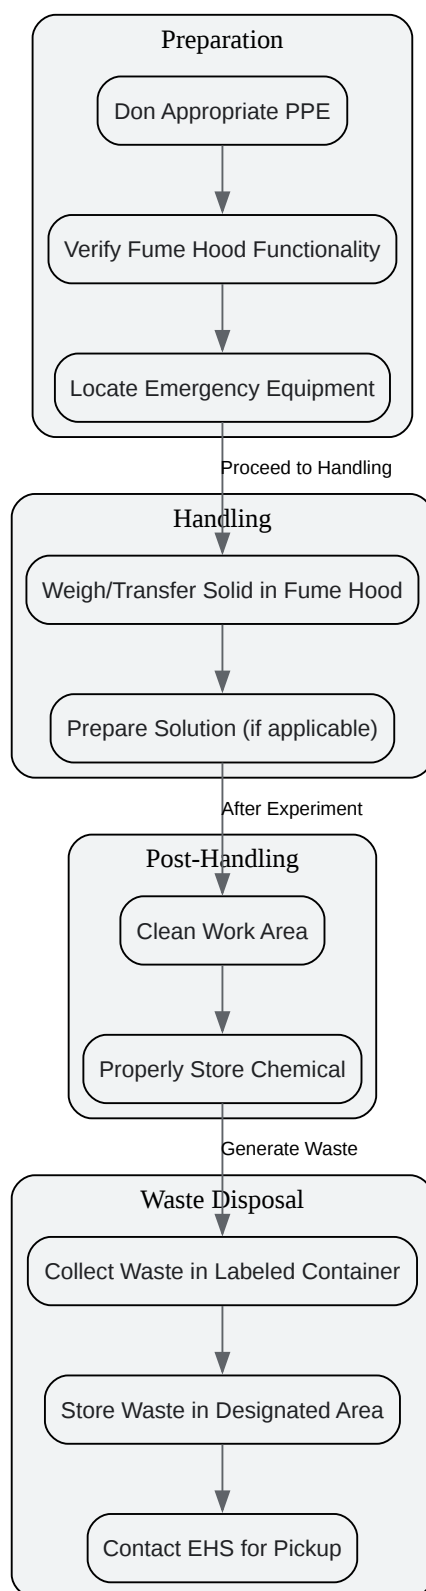 Preparation
Don Appropriate PPE
Verify Fume Hood Functionality
Locate Emergency Equipment
Proceed to Handling
Handling
Weigh/Transfer Solid in Fume Hood
Prepare Solution (if applicable)
After Experiment
Post-Handling
Clean Work Area
Properly Store Chemical
Generate Waste
Waste Disposal
Collect Waste in Labeled Container
Store Waste in Designated Area
Contact EHS for Pickup